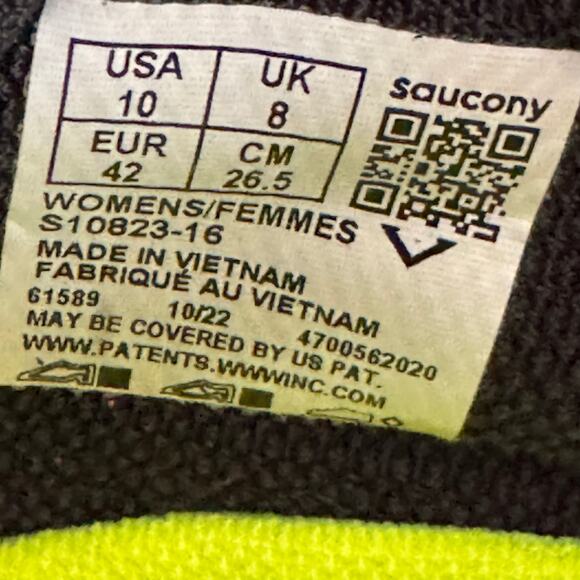 USA 10 UK 8
EUR 42 CM 26.5
saucony
WOMENS/FEMMES
S10823-16
MADE IN VIETNAM
FABRIQUÉ AU VIETNAM
61589 10/22 4700562020
MAY BE COVERED BY US PAT.
WWW.PATENTS.WWWINC.COM